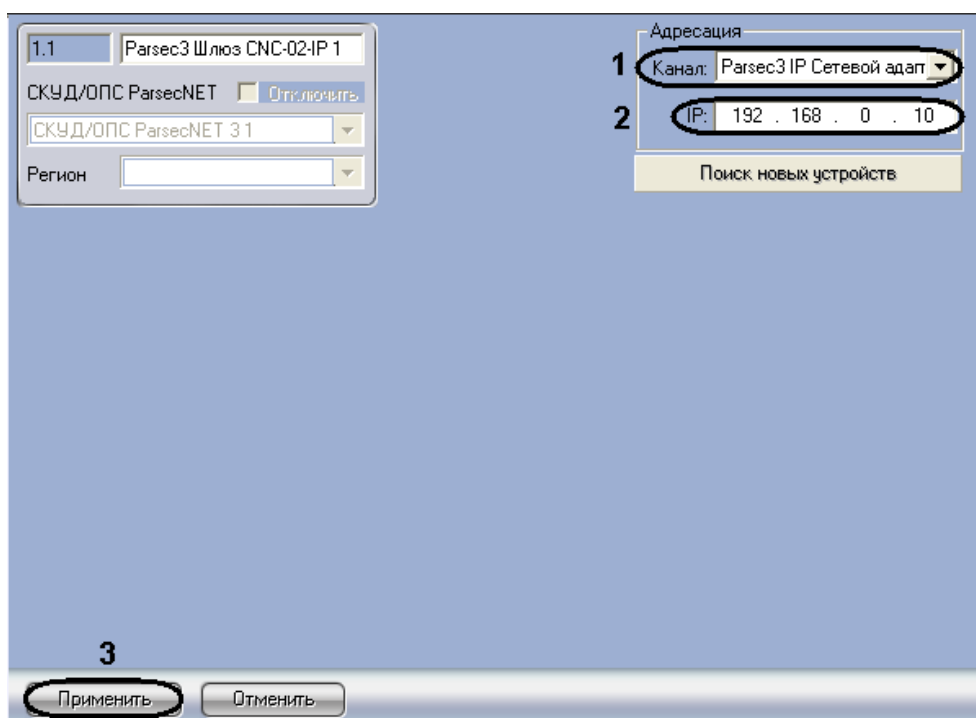 1.1 Parsec3 Шлюз CNC-02-IP 1
СКУД/ОПС ParsecNET Отключить
СКУД/ОПС ParsecNET 3 1
Регион
Адресация
1 Канал: Parsec3 IP Сетевой адапт
2 IP: 192 . 168 . 0 . 10
Поиск новых устройств
3
Применить Отменить